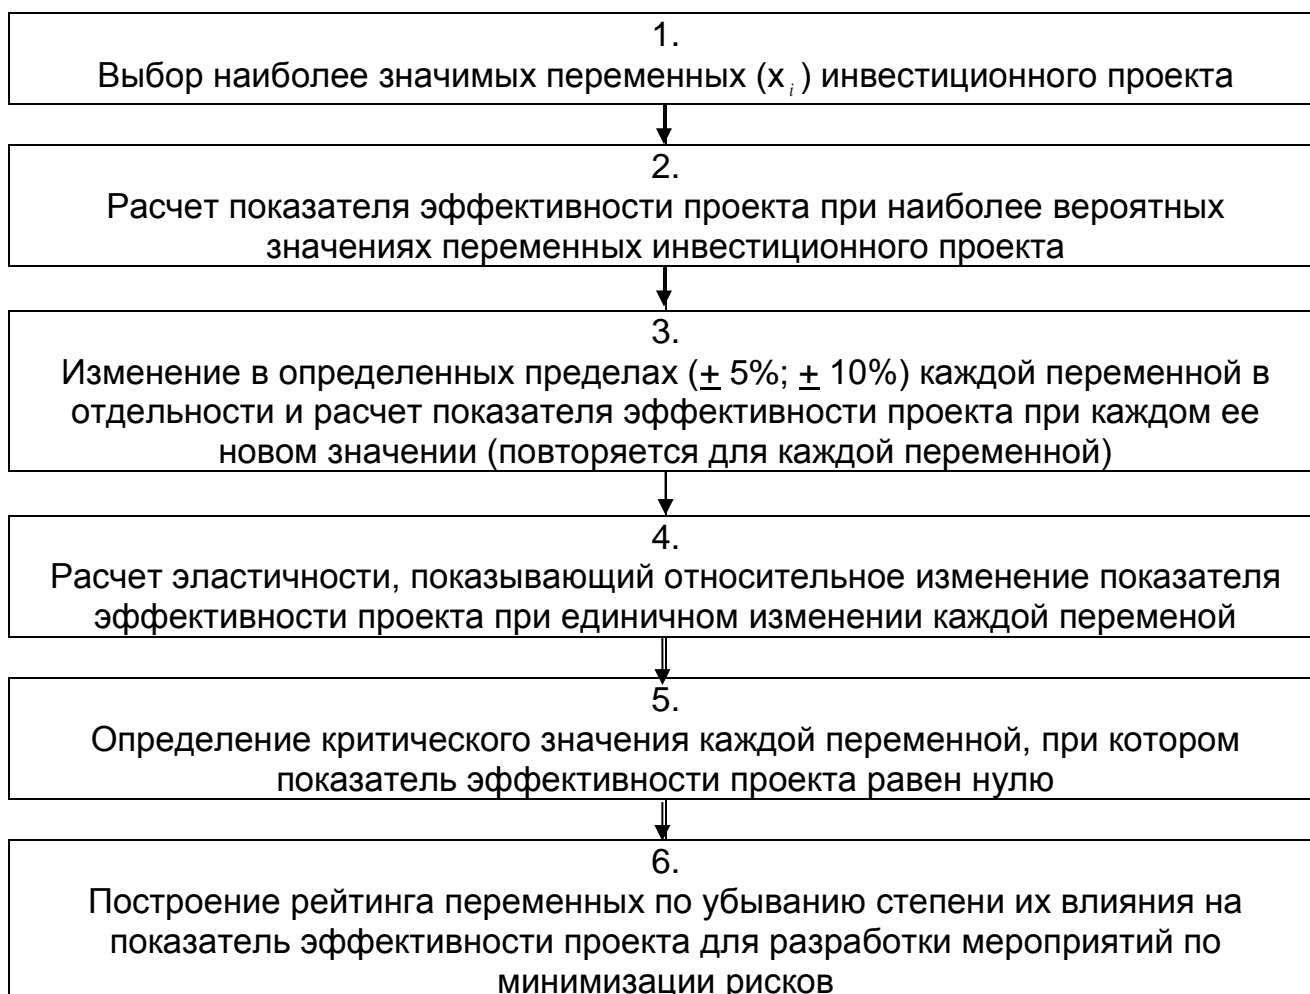 1.
Выбор наиболее значимых переменных (x i) инвестиционного проекта
2.
Расчет показателя эффективности проекта при наиболее вероятных
значениях переменных инвестиционного проекта
3.
Изменение в определенных пределах (± 5%; ± 10%) каждой переменной в
отдельности и расчет показателя эффективности проекта при каждом ее
новом значении (повторяется для каждой переменной)
4.
Расчет эластичности, показывающий относительное изменение показателя
эффективности проекта при единичном изменении каждой переменой
5.
Определение критического значения каждой переменной, при котором
показатель эффективности проекта равен нулю
6.
Построение рейтинга переменных по убыванию степени их влияния на
показатель эффективности проекта для разработки мероприятий по
минимизации рисков